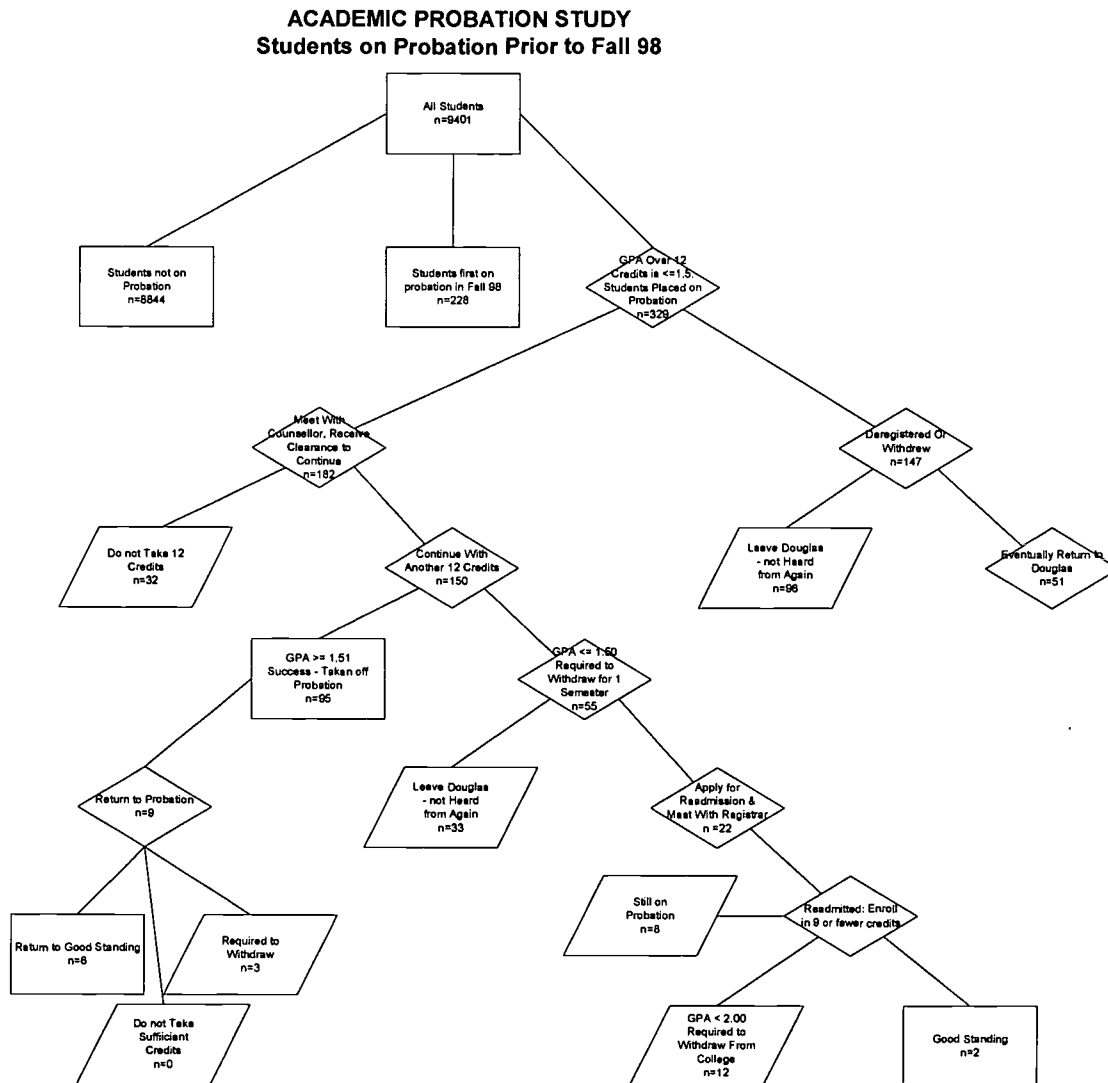 ACADEMIC PROBATION STUDY
Students on Probation Prior to Fall 98
All Students
n=9401
Students not on
Probation
n=8844
Students first on
probation in Fall 98
n=228
GPA Over 12
Credits is <=1.5.
Students Placed on
Probation
n=329
Meet With
Counsellor, Receive
Clearance to
Continue
n=182
Deregistered Or
Withdrew
n=147
Do not Take 12
Credits
n=32
Continue With
Another 12 Credits
n=150
Leave Douglas
- not Heard
from Again
n=96
Eventually Return to
Douglas
n=51
GPA >= 1.51
Success - Taken off
Probation
n=95
GPA <= 1.50
Required to
Withdraw for 1
Semester
n=55
Return to Probation
n=9
Leave Douglas
- not Heard
from Again
n=33
Apply for
Readmission &
Meet With Registrar
n =22
Return to Good Standing
n=6
Required to
Withdraw
n=3
Still on
Probation
n=8
Readmitted: Enroll
in 9 or fewer credits
Do not Take
Sufficient
Credits
n=0
GPA < 2.00
Required to
Withdraw From
College
n=12
Good Standing
n=2